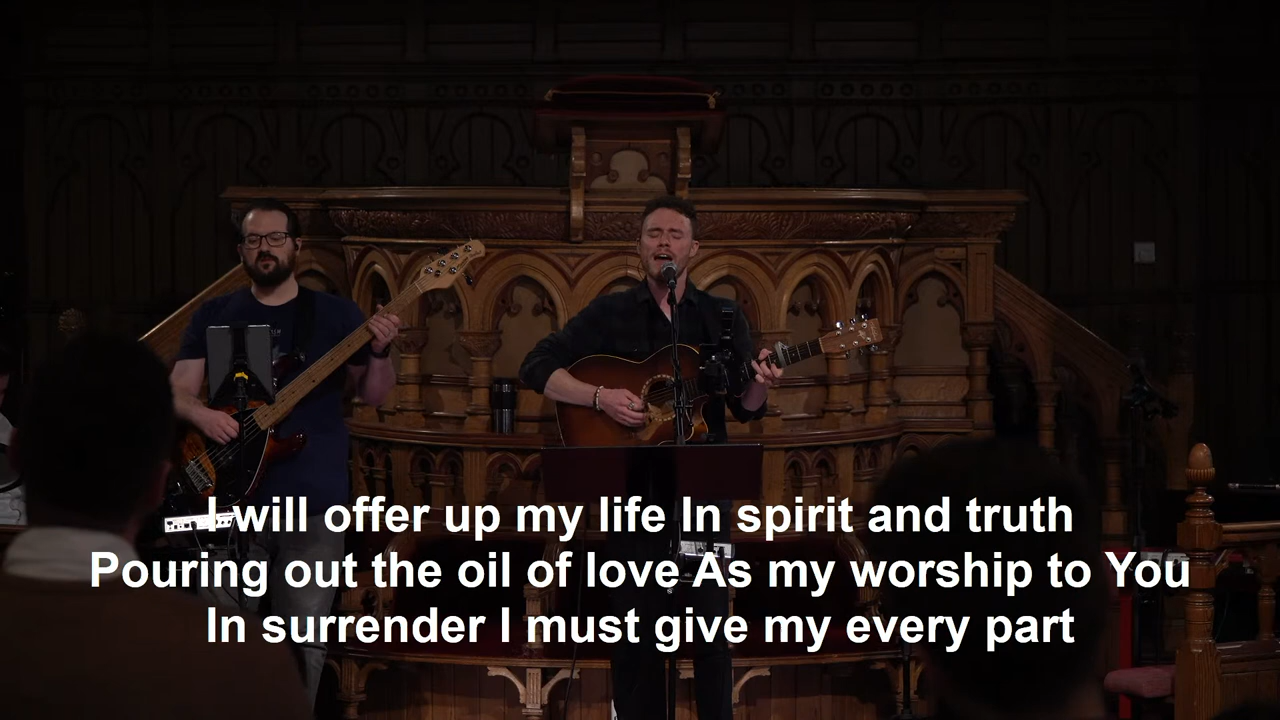 I will offer up my life In spirit and truth
Pouring out the oil of love As my worship to You
In surrender I must give my every part